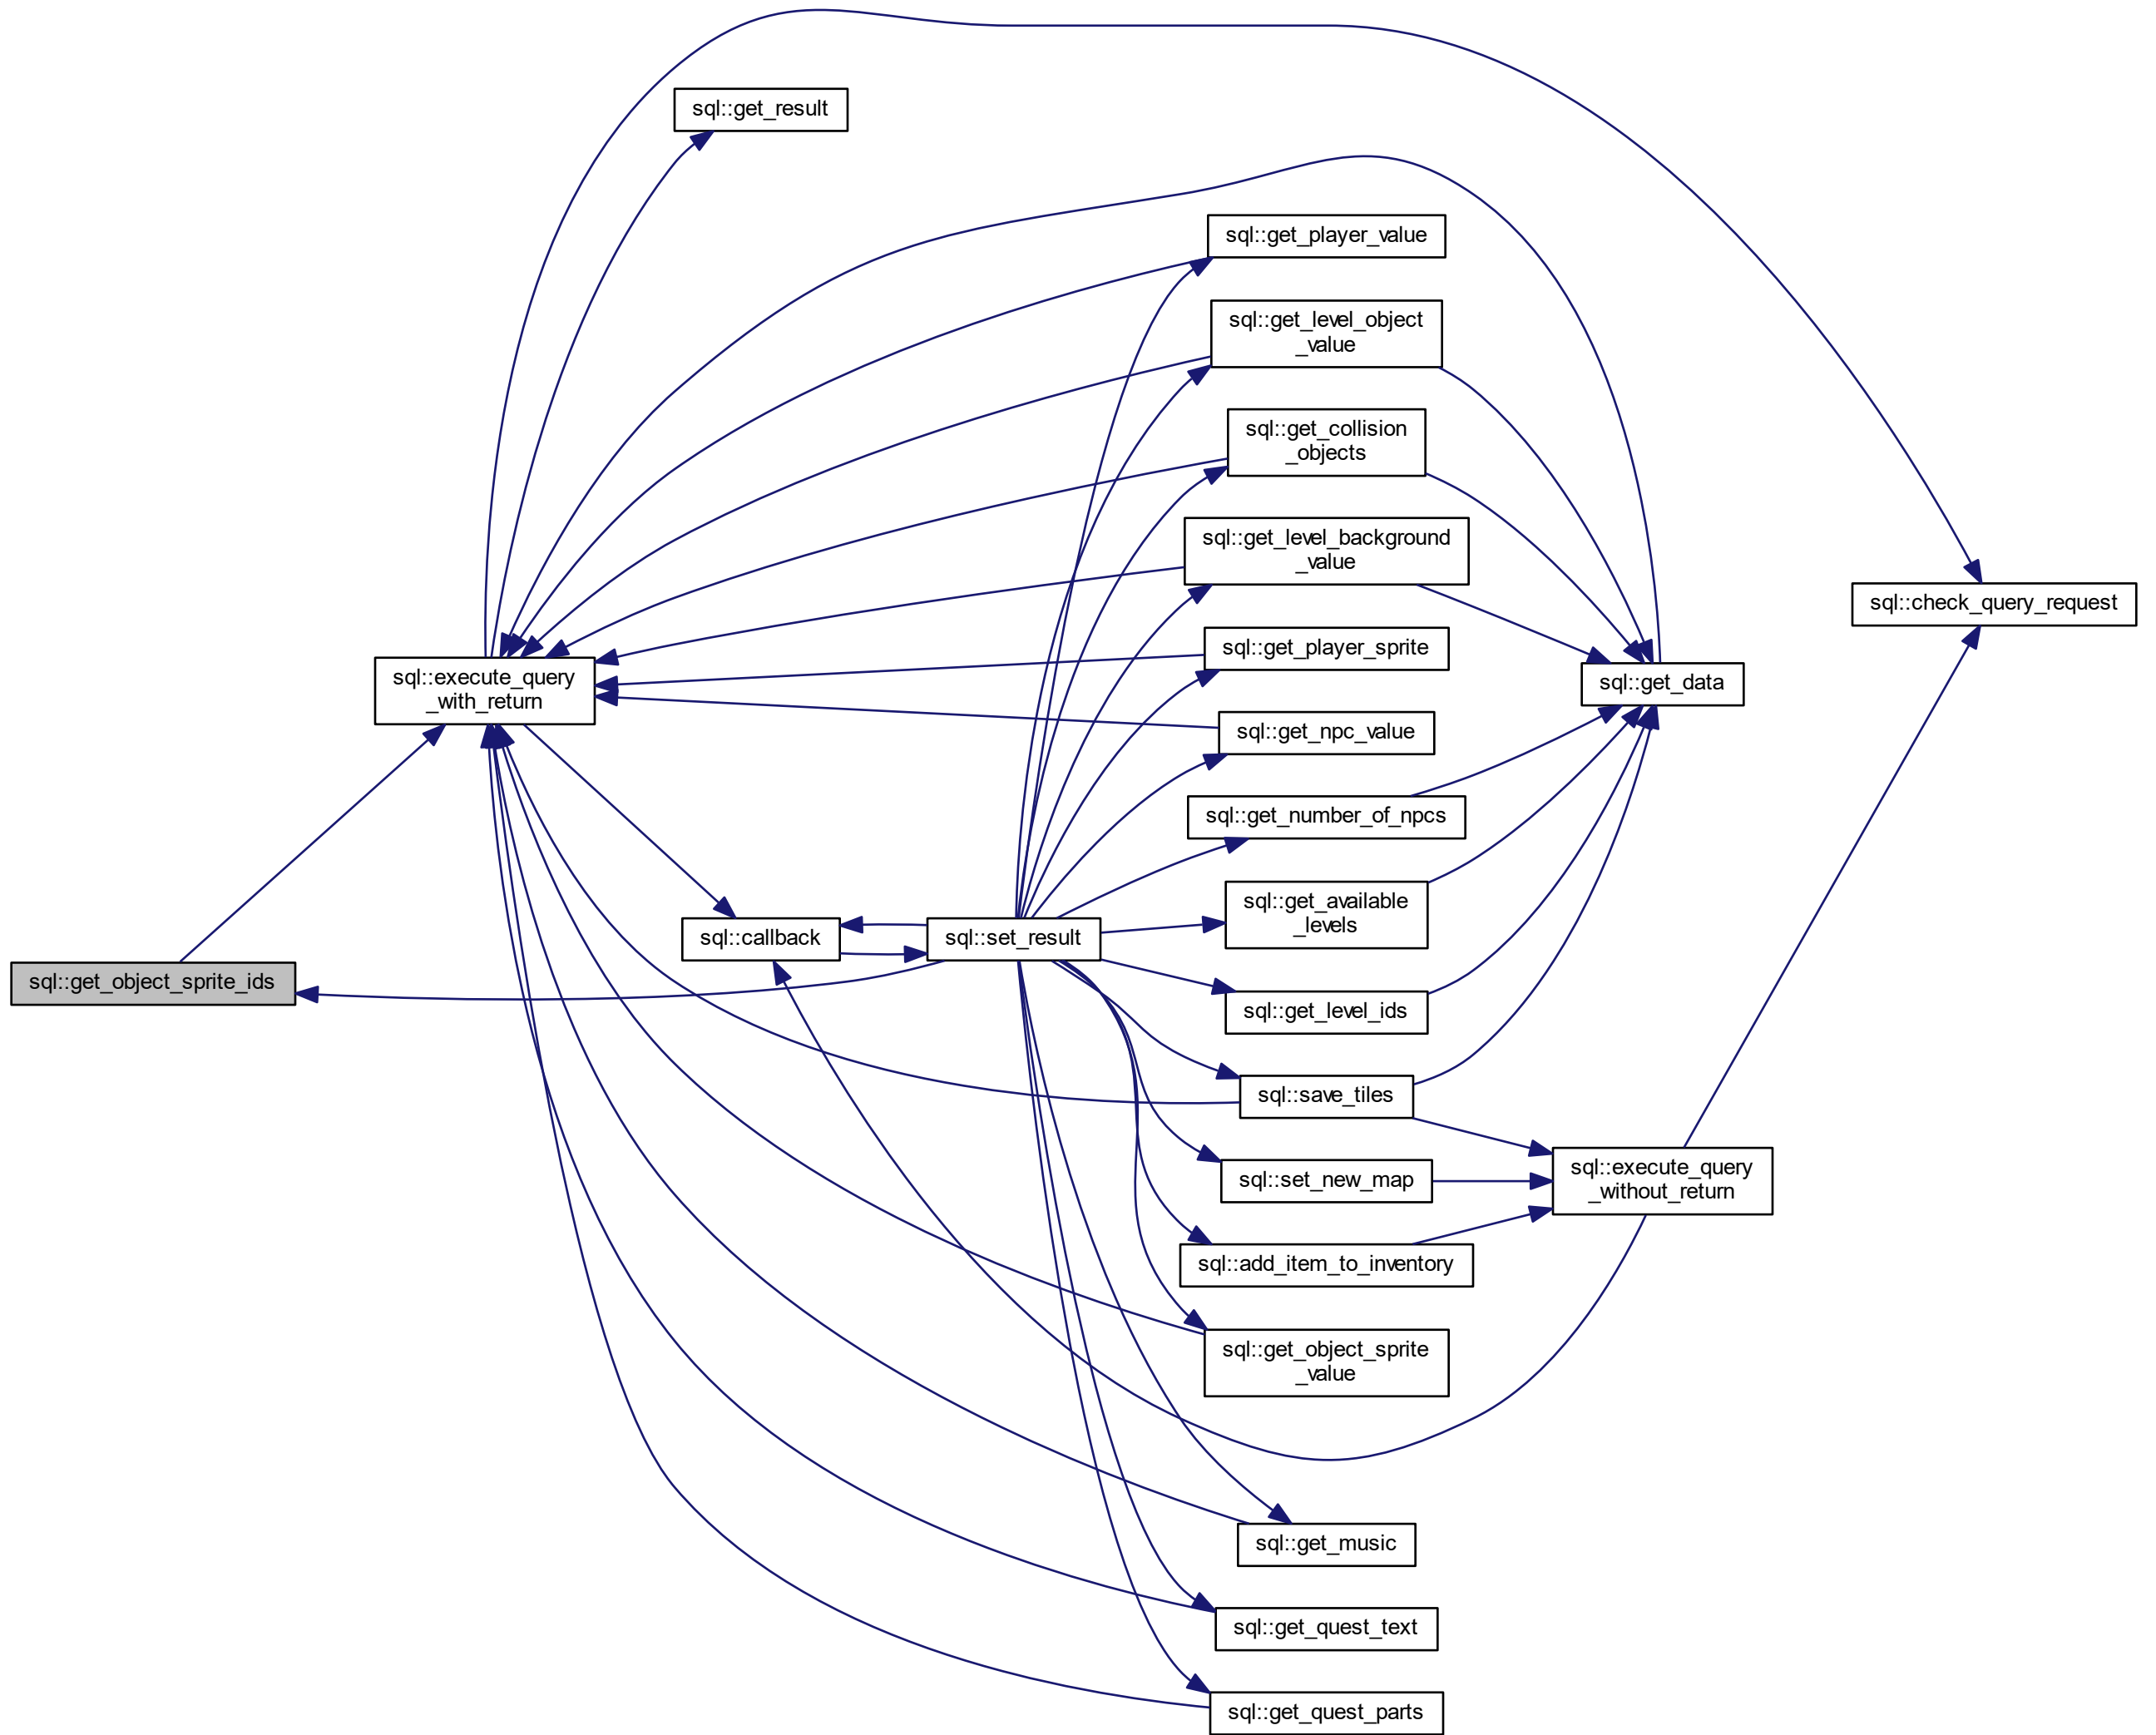 sql::get_result
sql::get_player_value
sql::get_level_object
_value
sql::get_collision
_objects
sql::get_level_background
_value
sql::check_query_request
sql::get_player_sprite
sql::execute_query
_with_return
sql::get_data
sql::get_npc_value
sql::get_number_of_npcs
sql::get_available
_levels
sql::callback
sql::set_result
sql::get_object_sprite_ids
sql::get_level_ids
sql::save_tiles
sql::set_new_map
sql::execute_query
_without_return
sql::add_item_to_inventory
sql::get_object_sprite
_value
sql::get_music
sql::get_quest_text
sql::get_quest_parts